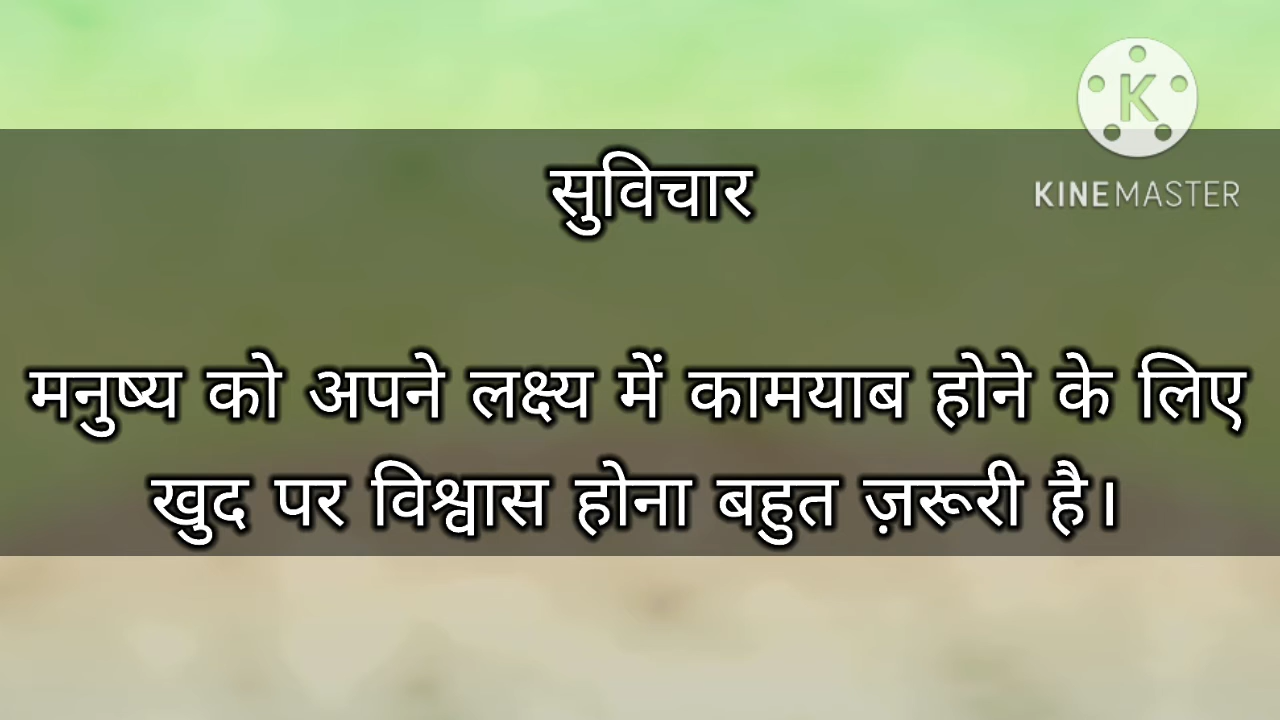 सुविचार
K
KINEMASTER
मनुष्य को अपने लक्ष्य में कामयाब होने के लिए
खुद पर विश्वास होना बहुत ज़रूरी है।